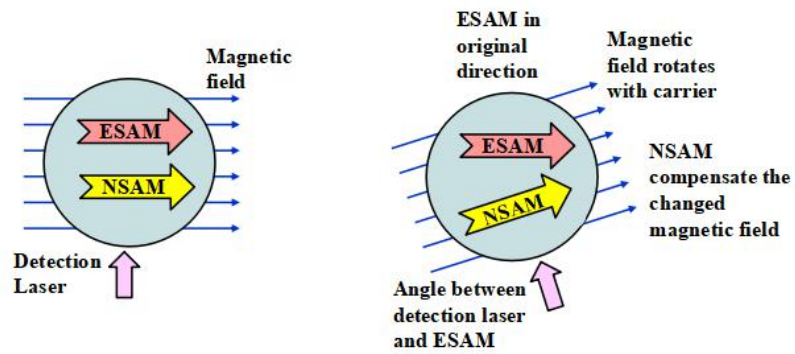 Magnetic
field
ESAM
NSAM
Detection
Laser
ESAM in
original
direction
Magnetic
field rotates
with carrier
ESAM
NSAM
NSAM
compensate the
changed
magnetic field
Angle between
detection laser
and ESAM